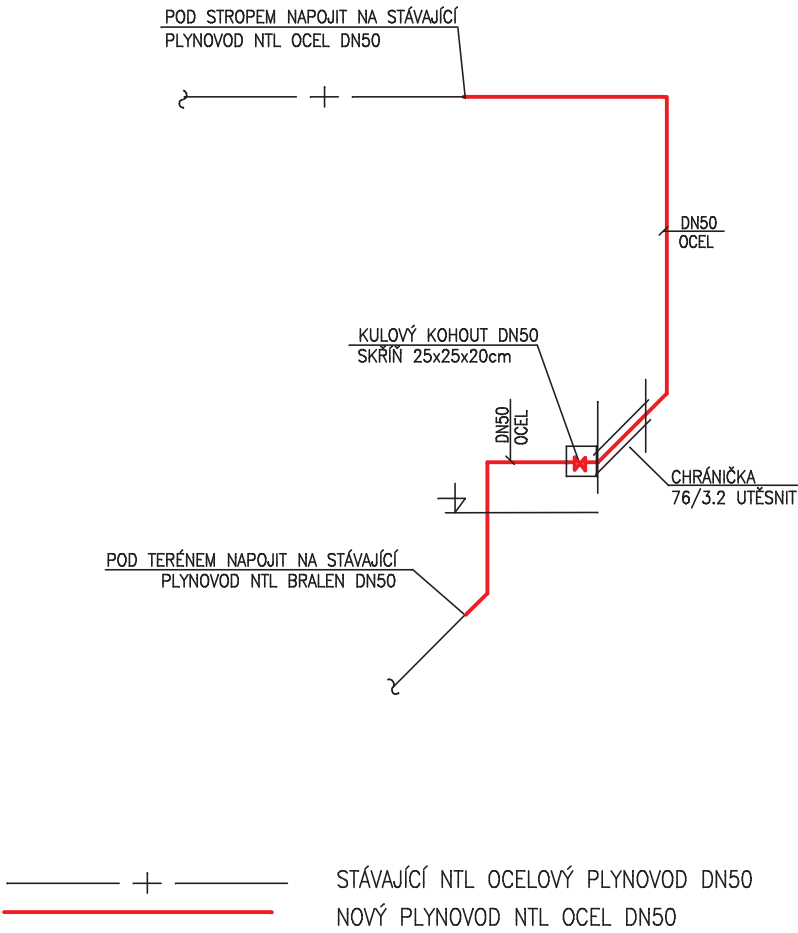 POD STROPEM NAPOJIT NA STÁVAJÍCÍ
PLYNOVOD NTL OCEL DN50
DN50
OCEL
KULOVÝ KOHOUT DN50
SKŘÍŇ 25x25x20cm
DN50
OCEL
CHRÁNIČKA
76/3.2 UTĚSNIT
POD TERÉNEM NAPOJIT NA STÁVAJÍCÍ
PLYNOVOD NTL BRALEN DN50
STÁVAJÍCÍ NTL OCELOVÝ PLYNOVOD DN50
NOVÝ PLYNOVOD NTL OCEL DN50